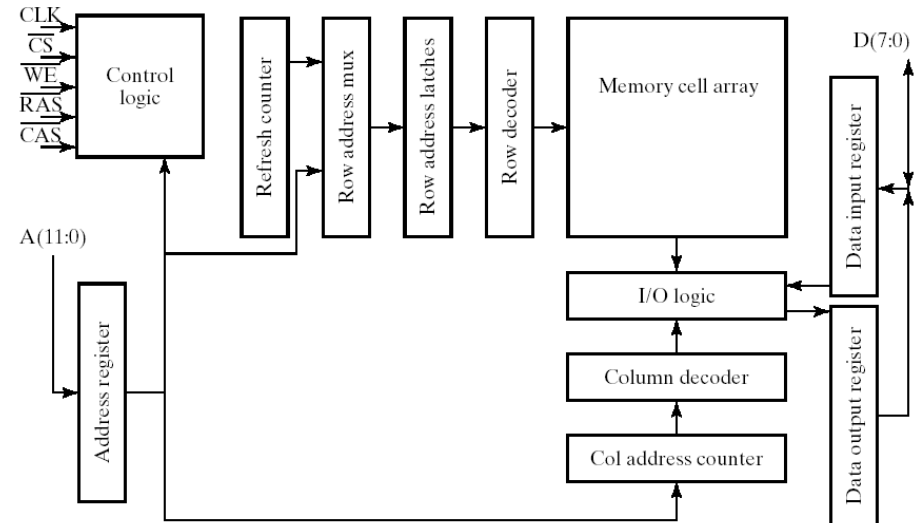 CLK
CS
WE
RAS
CAS
Control
logic
Refresh counter
Row address mux
Row address latches
Row decoder
Memory cell array
D(7:0)
Data input register
A(11:0)
Address register
I/O logic
Column decoder
Col address counter
Data output register